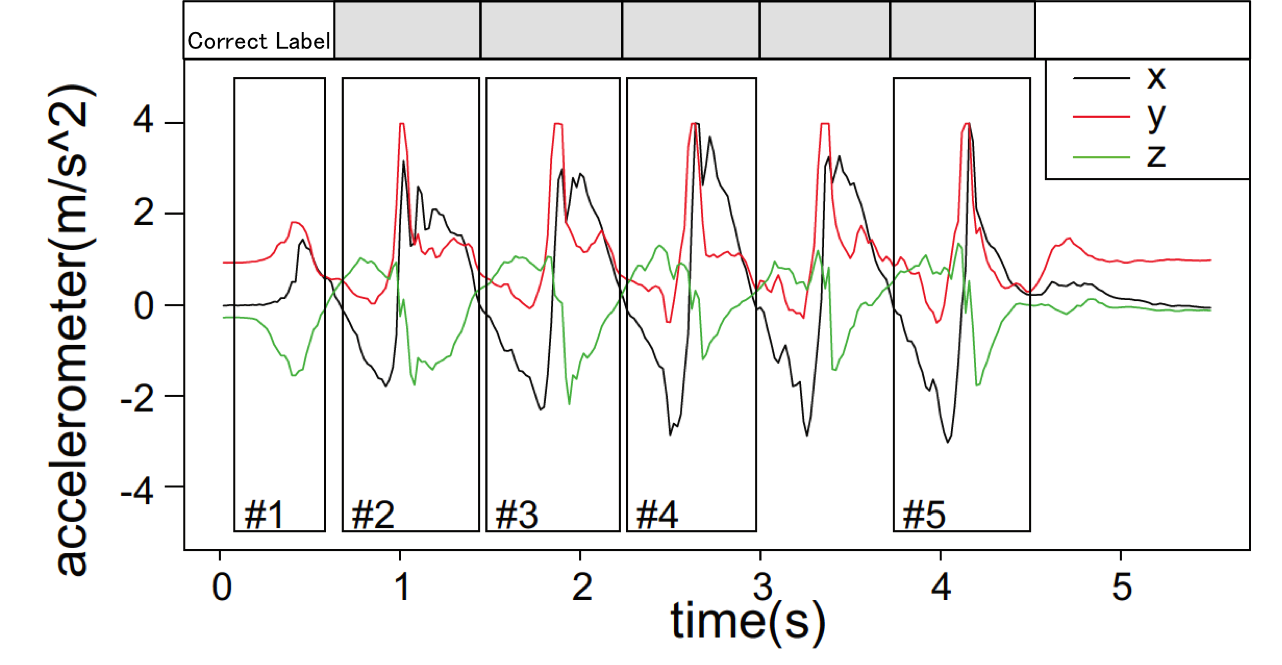 Correct Label
x
y
z
accelerometer(m/s^2)
4
2
0
-2
-4
#1 #2 #3 #4 #5
0 1 2 3 4 5
time(s)